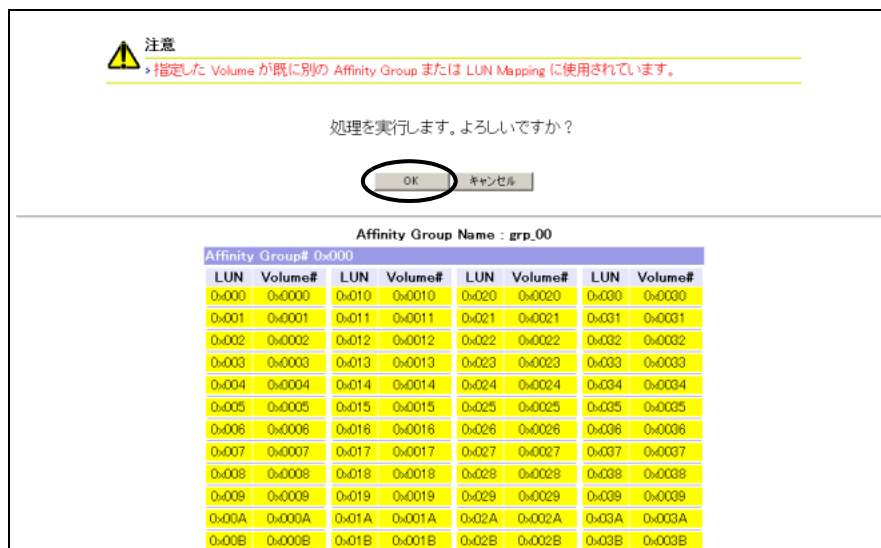 注意
指定した Volume が既に別の Affinity Group または LUN Mapping に使用されています。
処理を実行します。よろしいですか?
OK キャンセル
Affinity Group Name : grp_00
Affinity Group# 0x000
LUN Volume# LUN Volume# LUN Volume# LUN Volume#
0x000 0x0000 0x010 0x0010 0x020 0x0020 0x030 0x0030
0x001 0x0001 0x011 0x0011 0x021 0x0021 0x031 0x0031
0x002 0x0002 0x012 0x0012 0x022 0x0022 0x032 0x0032
0x003 0x0003 0x013 0x0013 0x023 0x0023 0x033 0x0033
0x004 0x0004 0x014 0x0014 0x024 0x0024 0x034 0x0034
0x005 0x0005 0x015 0x0015 0x025 0x0025 0x035 0x0035
0x006 0x0006 0x016 0x0016 0x026 0x0026 0x036 0x0036
0x007 0x0007 0x017 0x0017 0x027 0x0027 0x037 0x0037
0x008 0x0008 0x018 0x0018 0x028 0x0028 0x038 0x0038
0x009 0x0009 0x019 0x0019 0x029 0x0029 0x039 0x0039
0x00A 0x000A 0x01A 0x001A 0x02A 0x002A 0x03A 0x003A
0x00B 0x000B 0x01B 0x001B 0x02B 0x002B 0x03B 0x003B